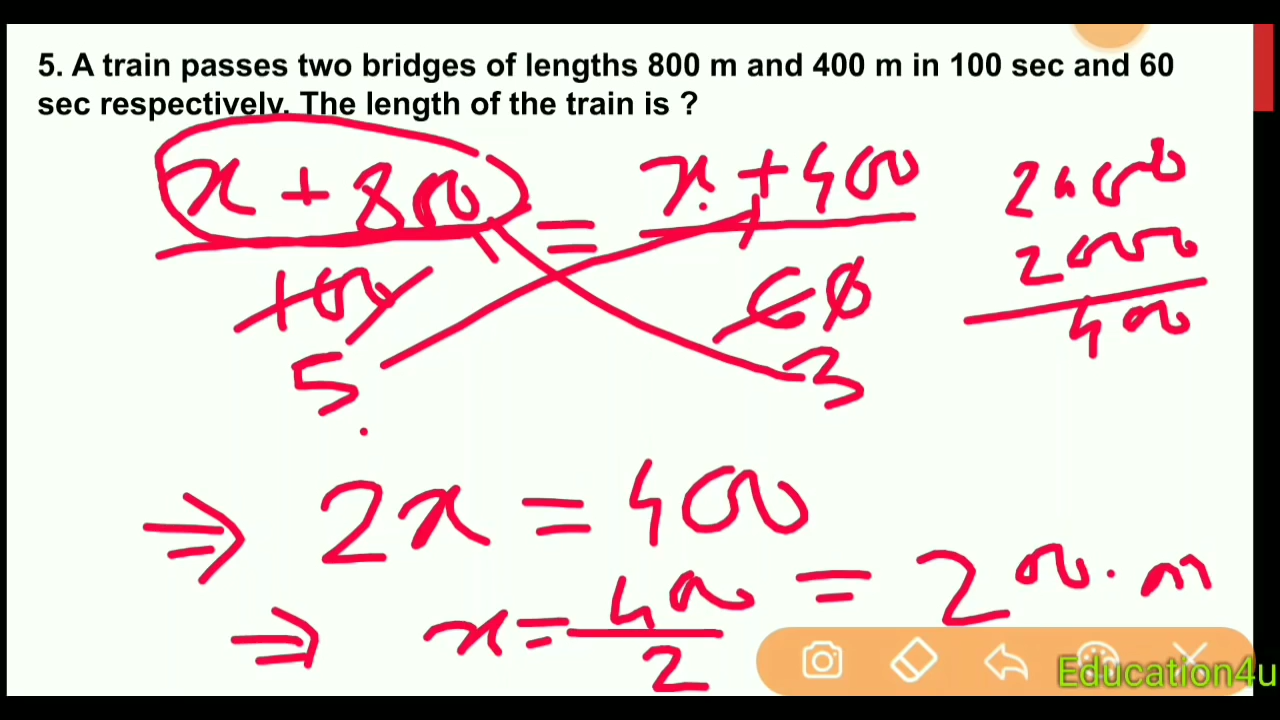 5. A train passes two bridges of lengths 800 m and 400 m in 100 sec and 60
sec respectively. The length of the train is ?
x + 800 = x + 400
100 60
5 3
2400
2000
400
⇒ 2x = 400
⇒ x = 400 = 200 m
2
Education4u